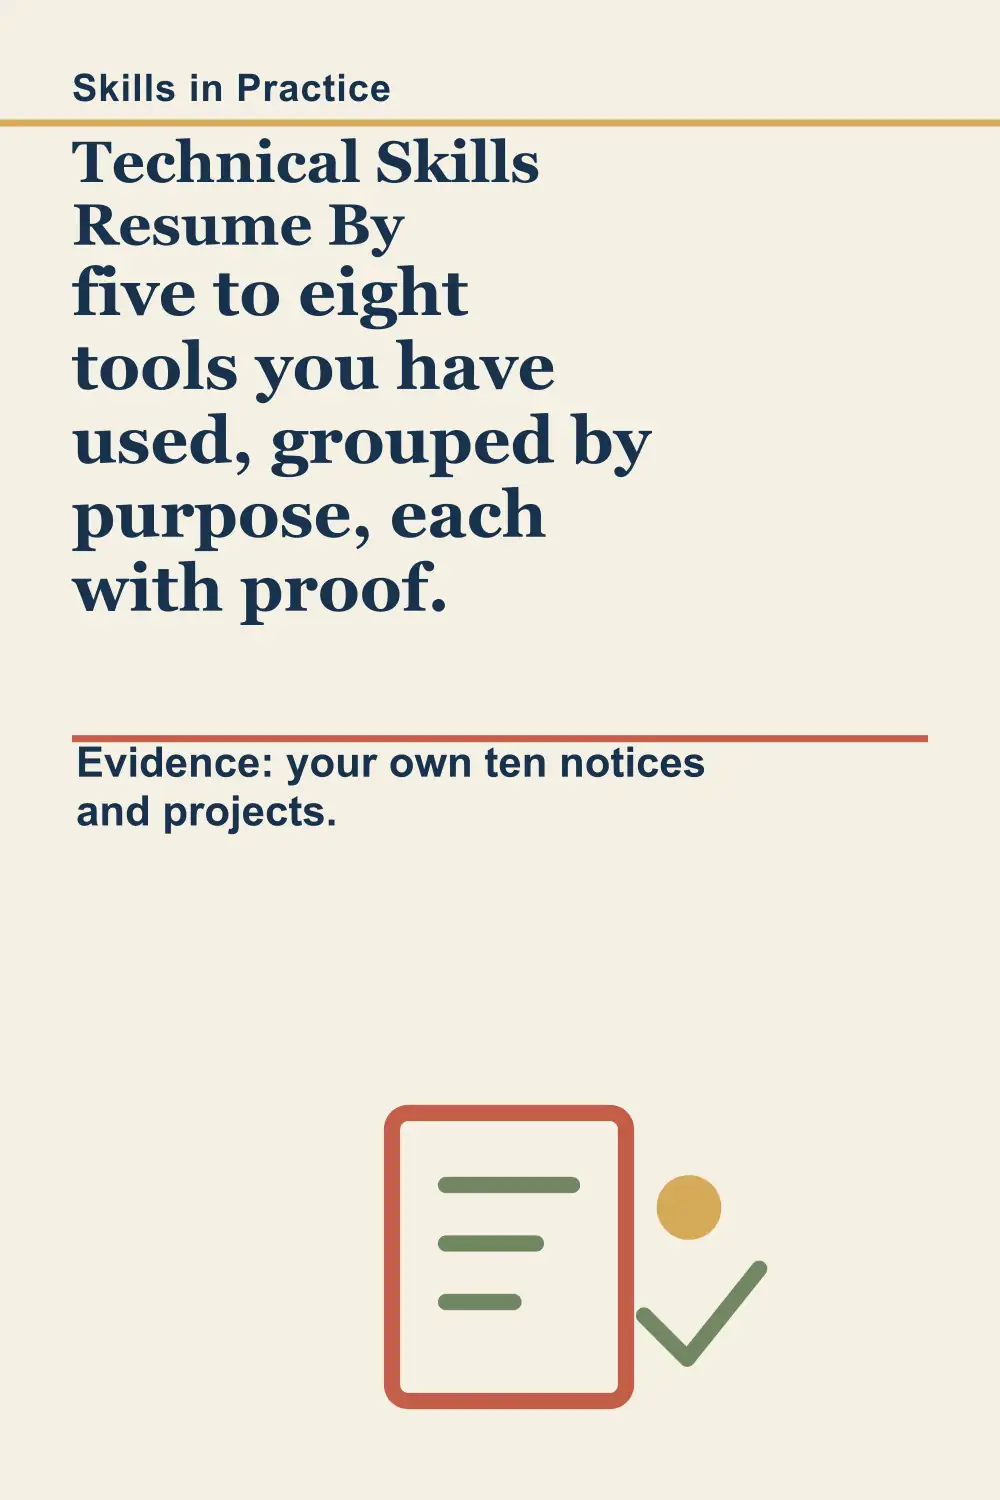 Skills in Practice
Technical Skills
Resume By
five to eight
tools you have
used, grouped by
purpose, each
with proof.
Evidence: your own ten notices
and projects.